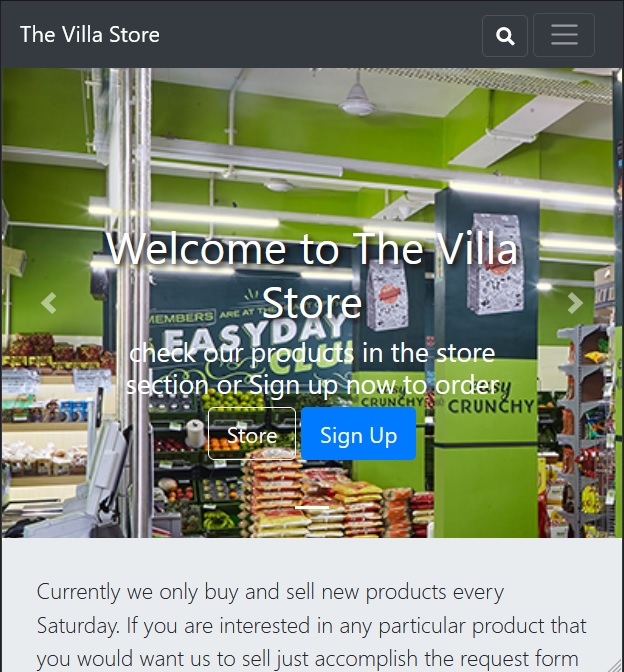 The Villa Store
Welcome to The Villa
Store
MEMBERS ARE AT THE
EASYDAY
CLUB
check our products in the store
section or Sign up now to order
easy
CRUNCHY
CRUNCHY
Store
Sign Up
Currently we only buy and sell new products every
Saturday. If you are interested in any particular product that
you would want us to sell just accomplish the request form